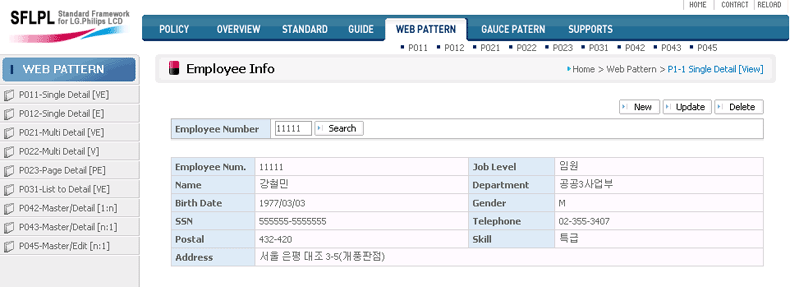 HOME CONTACT RELOAD
SFLPL Standard Framework for LG.Philips LCD
POLICY OVERVIEW STANDARD GUIDE WEB PATTERN GAUCE PATERN SUPPORTS
P011 P012 P021 P022 P023 P031 P042 P043 P045
WEB PATTERN
P011-Single Detail [VE]
P012-Single Detail [E]
P021-Multi Detail [VE]
P022-Multi Detail [V]
P023-Page Detail [PE]
P031-List to Detail [VE]
P042-Master/Detail [1:n]
P043-Master/Detail [n:1]
P045-Master/Edit [n:1]
Employee Info
Home > Web Pattern > P1-1 Single Detail [View]
New Update Delete
Employee Number 11111 Search
Employee Num. 11111 Job Level 임원
Name 강철민 Department 공공3사업부
Birth Date 1977/03/03 Gender M
SSN 555555-5555555 Telephone 02-355-3407
Postal 432-420 Skill 특급
Address 서울 은평 대조 3-5(개풍판점)